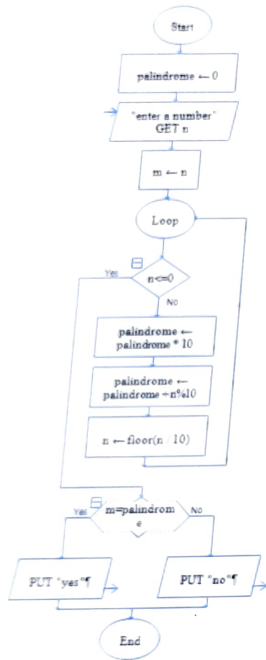 Start
palindrome ← 0
"enter a number"
GET n
m ← n
Loop
Yes
n<=0
No
palindrome ←
palindrome * 10
palindrome ←
palindrome + n%10
n ← floor(n / 10)
Yes
m=palindrom
e
No
PUT "yes"¶
PUT "no"¶
End